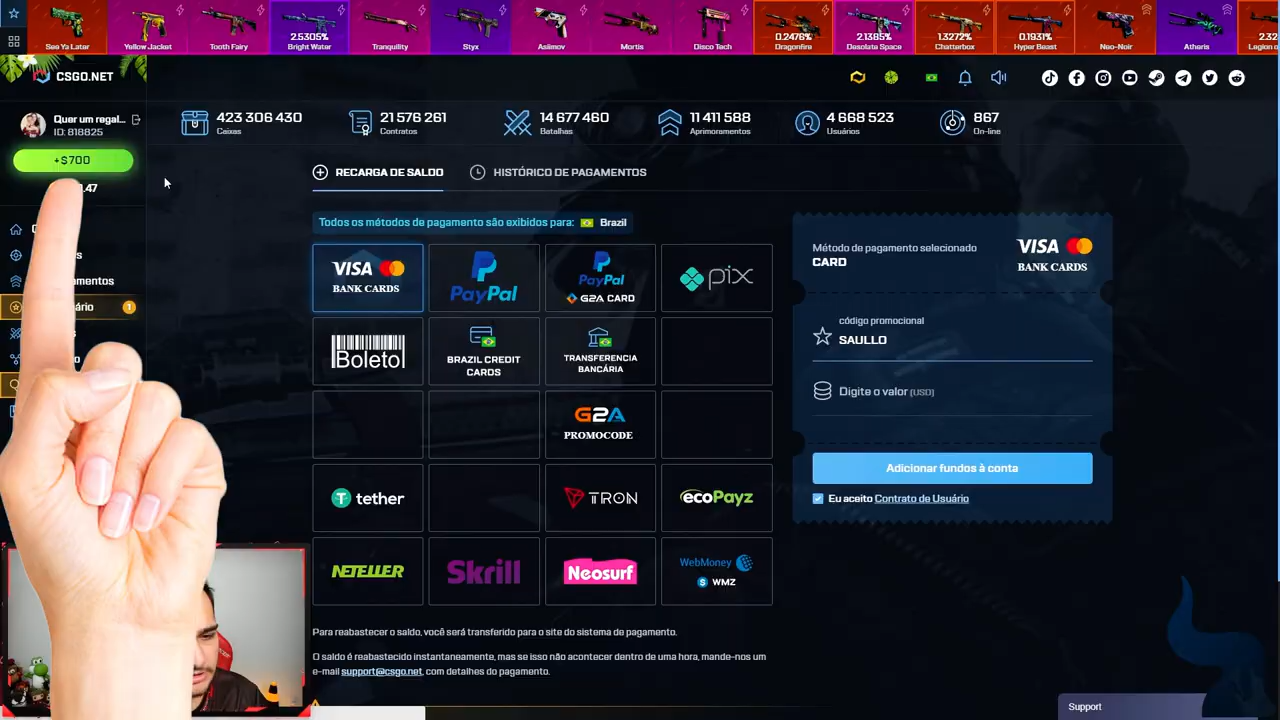 See Ya Later
Yellow Jacket
Tooth Fairy
2.5305%
Bright Water
Tranquility
Styx
Asiimov
Mortis
Disco Tech
0.2476%
Dragonfire
2.1385%
Desolate Space
1.3272%
Chatterbox
0.1931%
Hyper Beast
Neo-Noir
Atheris
2.32
Legion o
CSGO.NET
Quer um regal...
ID: 818825
+$700
.47
423 306 430
Caixas
21 576 261
Contratos
14 677 460
Batalhas
11 411 588
Aprimoramentos
4 668 523
Usuários
867
On-line
RECARGA DE SALDO
HISTÓRICO DE PAGAMENTOS
Todos os métodos de pagamento são exibidos para: Brazil
VISA
BANK CARDS
PayPal
PayPal
G2A CARD
pix
Boleto
BRAZIL CREDIT
CARDS
TRANSFERENCIA
BANCÁRIA
G2A
PROMOCODE
tether
TRON
ecoPayz
NETELLER
Skrill
Neosurf
WebMoney
WMZ
Método de pagamento selecionado
CARD
VISA
BANK CARDS
código promocional
SAULLO
Digite o valor (USD)
Adicionar fundos à conta
Eu aceito Contrato de Usuário
1
Para reabastecer o saldo, você será transferido para o site do sistema de pagamento.
O saldo é reabastecido instantaneamente, mas se isso não acontecer dentro de uma hora, mande-nos um
e-mail support@csgo.net, com detalhes do pagamento.
Support